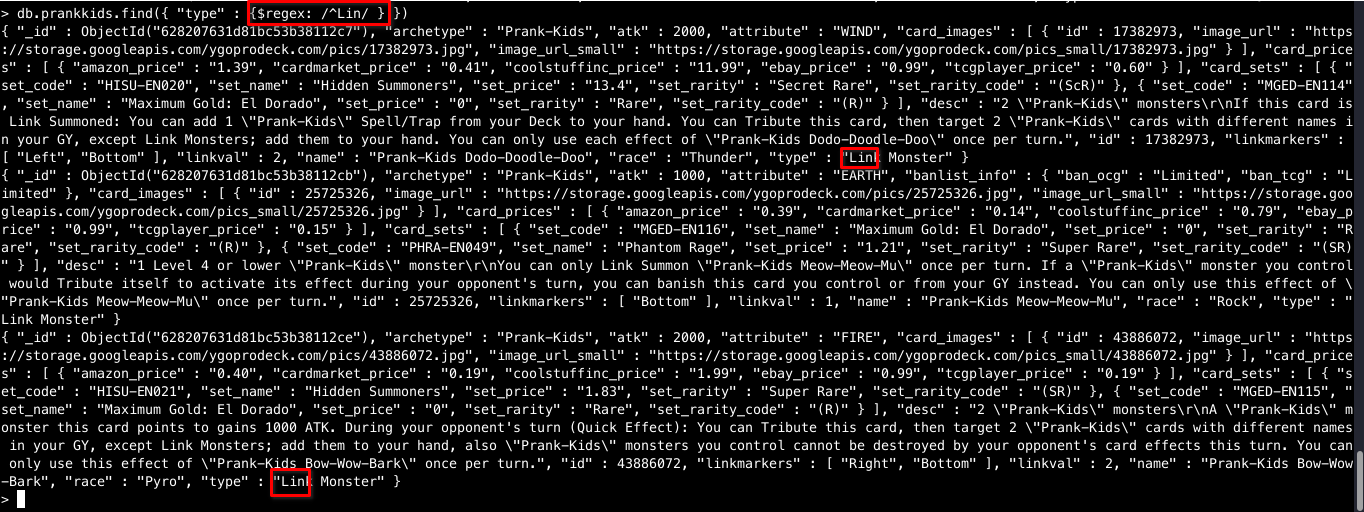 > db.prankkids.find({ "type" : {$regex: /^Lin/ } })
{ "_id" : ObjectId("628207631d81bc53b38112c7"), "archetype" : "Prank-Kids", "atk" : 2000, "attribute" : "WIND", "card_images" : [ { "id" : 17382973, "image_url" : "https
://storage.googleapis.com/ygoprodeck.com/pics/17382973.jpg", "image_url_small" : "https://storage.googleapis.com/ygoprodeck.com/pics_small/17382973.jpg" } ], "card_price
s" : [ { "amazon_price" : "1.39", "cardmarket_price" : "0.41", "coolstuffinc_price" : "11.99", "ebay_price" : "0.99", "tcgplayer_price" : "0.60" } ], "card_sets" : [ { "
set_code" : "HISU-EN020", "set_name" : "Hidden Summoners", "set_price" : "13.4", "set_rarity" : "Secret Rare", "set_rarity_code" : "(ScR)" }, { "set_code" : "MGED-EN114"
, "set_name" : "Maximum Gold: El Dorado", "set_price" : "0", "set_rarity" : "Rare", "set_rarity_code" : "(R)" } ], "desc" : "2 \"Prank-Kids\" monsters\r\nIf this card is
 Link Summoned: You can add 1 \"Prank-Kids\" Spell/Trap from your Deck to your hand. You can Tribute this card, then target 2 \"Prank-Kids\" cards with different names i
n your GY, except Link Monsters; add them to your hand. You can only use each effect of \"Prank-Kids Dodo-Doodle-Doo\" once per turn.", "id" : 17382973, "linkmarkers" : 
[ "Left", "Bottom" ], "linkval" : 2, "name" : "Prank-Kids Dodo-Doodle-Doo", "race" : "Thunder", "type" : "Link Monster" }
{ "_id" : ObjectId("628207631d81bc53b38112cb"), "archetype" : "Prank-Kids", "atk" : 1000, "attribute" : "EARTH", "banlist_info" : { "ban_ocg" : "Limited", "ban_tcg" : "L
imited" }, "card_images" : [ { "id" : 25725326, "image_url" : "https://storage.googleapis.com/ygoprodeck.com/pics/25725326.jpg", "image_url_small" : "https://storage.goo
gleapis.com/ygoprodeck.com/pics_small/25725326.jpg" } ], "card_prices" : [ { "amazon_price" : "0.39", "cardmarket_price" : "0.14", "coolstuffinc_price" : "0.79", "ebay_p
rice" : "0.99", "tcgplayer_price" : "0.15" } ], "card_sets" : [ { "set_code" : "MGED-EN116", "set_name" : "Maximum Gold: El Dorado", "set_price" : "0", "set_rarity" : "R
are", "set_rarity_code" : "(R)" }, { "set_code" : "PHRA-EN049", "set_name" : "Phantom Rage", "set_price" : "1.21", "set_rarity" : "Super Rare", "set_rarity_code" : "(SR)
" } ], "desc" : "1 Level 4 or lower \"Prank-Kids\" monster\r\nYou can only Link Summon \"Prank-Kids Meow-Meow-Mu\" once per turn. If a \"Prank-Kids\" monster you control
 would Tribute itself to activate its effect during your opponent's turn, you can banish this card you control or from your GY instead. You can only use this effect of \
"Prank-Kids Meow-Meow-Mu\" once per turn.", "id" : 25725326, "linkmarkers" : [ "Bottom" ], "linkval" : 1, "name" : "Prank-Kids Meow-Meow-Mu", "race" : "Rock", "type" : "
Link Monster" }
{ "_id" : ObjectId("628207631d81bc53b38112ce"), "archetype" : "Prank-Kids", "atk" : 2000, "attribute" : "FIRE", "card_images" : [ { "id" : 43886072, "image_url" : "https
://storage.googleapis.com/ygoprodeck.com/pics/43886072.jpg", "image_url_small" : "https://storage.googleapis.com/ygoprodeck.com/pics_small/43886072.jpg" } ], "card_price
s" : [ { "amazon_price" : "0.40", "cardmarket_price" : "0.19", "coolstuffinc_price" : "1.99", "ebay_price" : "0.99", "tcgplayer_price" : "0.19" } ], "card_sets" : [ { "s
et_code" : "HISU-EN021", "set_name" : "Hidden Summoners", "set_price" : "1.83", "set_rarity" : "Super Rare", "set_rarity_code" : "(SR)" }, { "set_code" : "MGED-EN115", "
set_name" : "Maximum Gold: El Dorado", "set_price" : "0", "set_rarity" : "Rare", "set_rarity_code" : "(R)" } ], "desc" : "2 \"Prank-Kids\" monsters\r\nA \"Prank-Kids\" m
onster this card points to gains 1000 ATK. During your opponent's turn (Quick Effect): You can Tribute this card, then target 2 \"Prank-Kids\" cards with different names
 in your GY, except Link Monsters; add them to your hand, also \"Prank-Kids\" monsters you control cannot be destroyed by your opponent's card effects this turn. You can
 only use this effect of \"Prank-Kids Bow-Wow-Bark\" once per turn.", "id" : 43886072, "linkmarkers" : [ "Right", "Bottom" ], "linkval" : 2, "name" : "Prank-Kids Bow-Wow
-Bark", "race" : "Pyro", "type" : "Link Monster" }
>